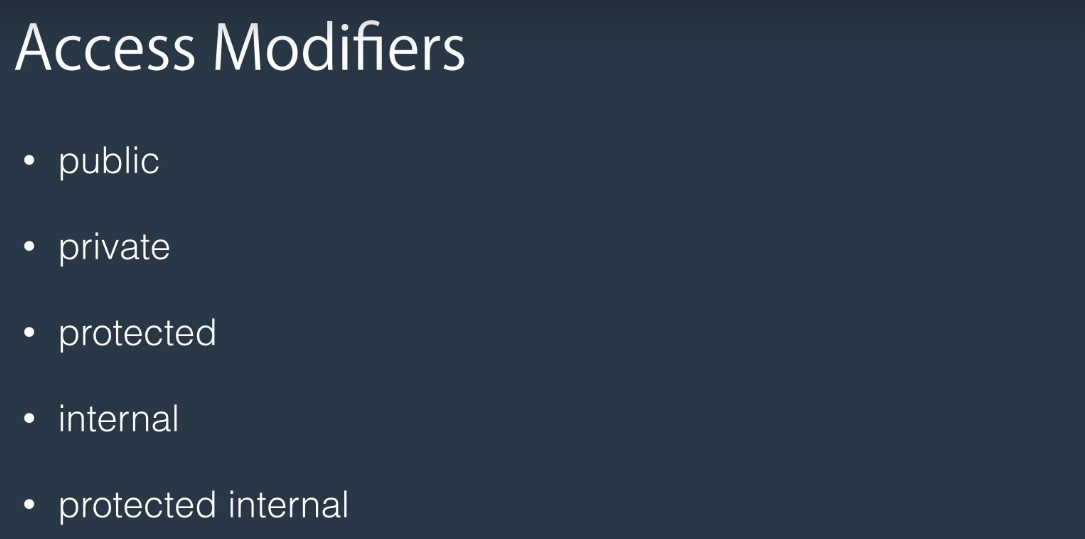 Access Modifiers
• public
• private
• protected
• internal
• protected internal